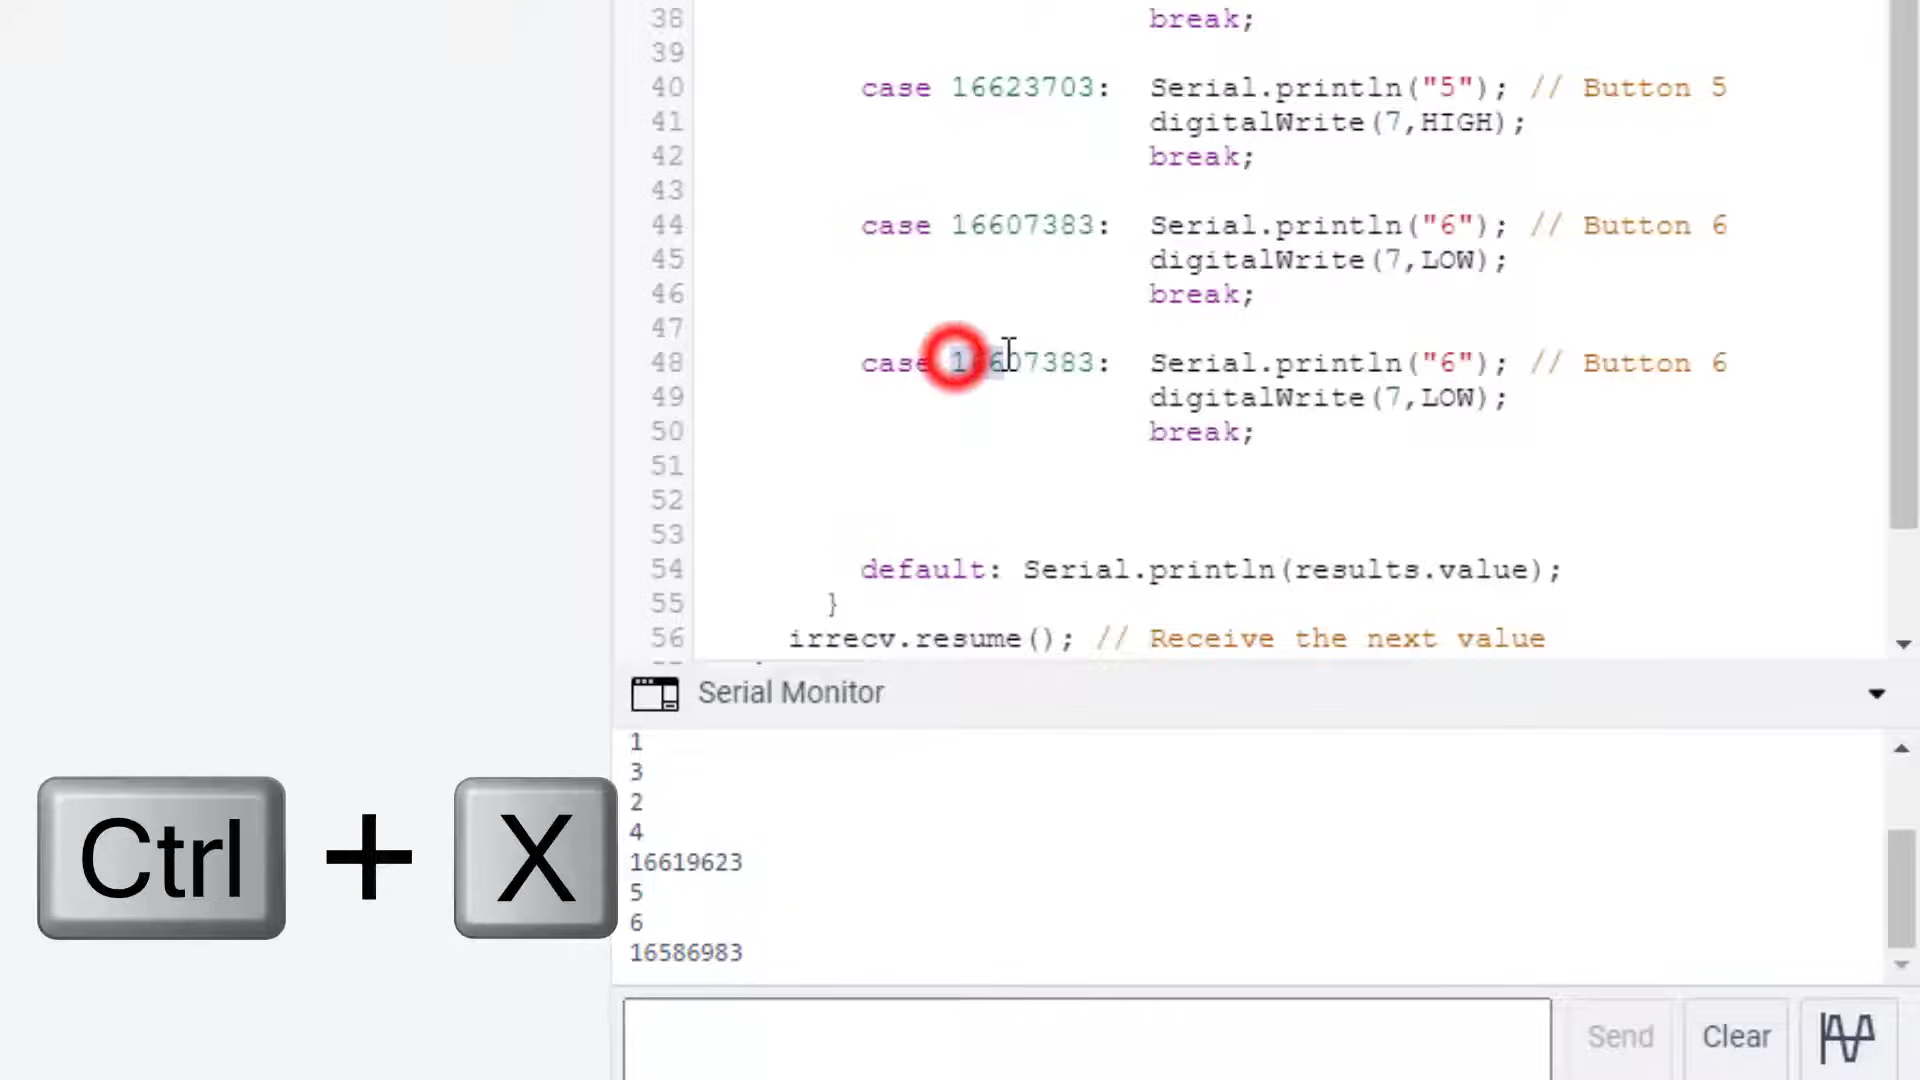 38 break;
39
40 case 16623703: Serial.println("5"); // Button 5
41 digitalWrite(7,HIGH);
42 break;
43
44 case 16607383: Serial.println("6"); // Button 6
45 digitalWrite(7,LOW);
46 break;
47
48 case 16607383: Serial.println("6"); // Button 6
49 digitalWrite(7,LOW);
50 break;
51
52
53
54 default: Serial.println(results.value);
55 }
56 irrecv.resume(); // Receive the next value
Serial Monitor
1
3
2
4
16619623
5
6
16586983
Ctrl + X
Send Clear